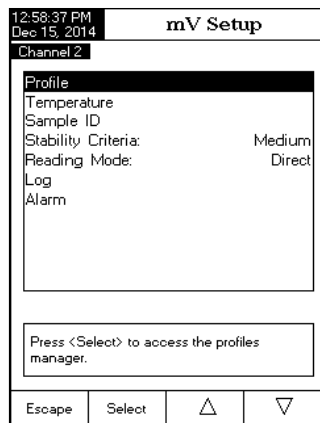 12:58:37 PM
Dec 15, 2014
mV Setup
Channel 2
Profile
Temperature
Sample ID
Stability Criteria: Medium
Reading Mode: Direct
Log
Alarm
Press <Select> to access the profiles
manager.
Escape Select